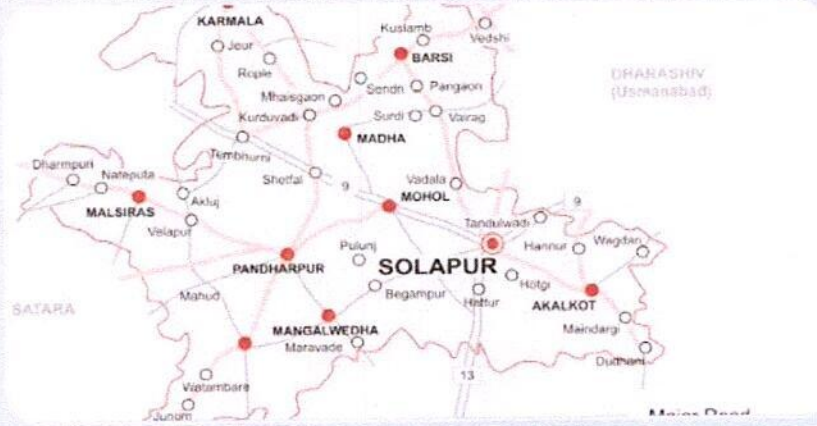 KARMALA
Kuslamb
Vedshi
Jeur
BARSI
Rople
DHARASHIV
(Usmanabad)
Sendri
Pangaon
Mhaisgaon
Kurduvadi
Surdi
Vairag
MADHA
Tembhurni
Dharmpuri
Natepute
Shetfal
9
Vadala
MALSIRAS
Akluj
MOHOL
9
Velapur
Tandulwadi
Pulunj
Hannur
Wagdari
PANDHARPUR
SOLAPUR
Hotgi
Mahud
Begampur
Hattur
AKALKOT
SATARA
MANGALWEDHA
Maindargi
Maravade
Dudhani
13
Watambare
Junoni
Major Road